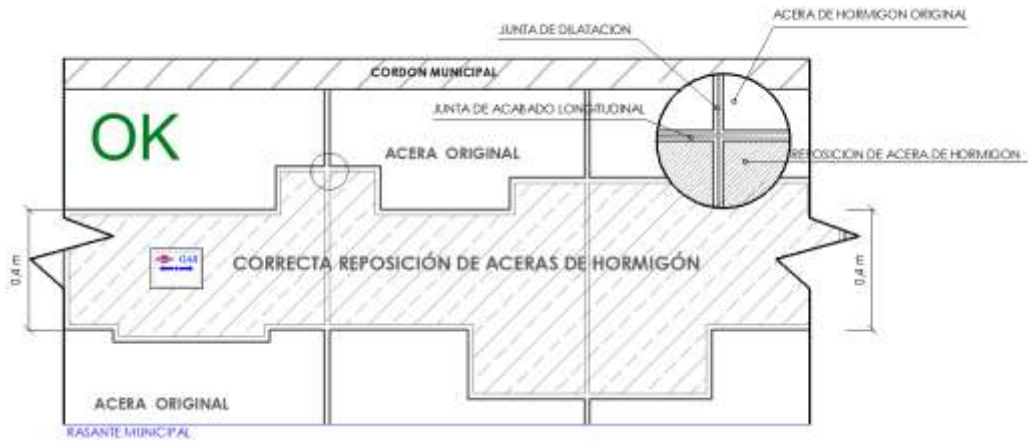 ACERA DE HORMIGON ORIGINAL
JUNTA DE DILATACION
CORDON MUNICIPAL
JUNTA DE ACABADO LONGITUDINAL
OK
ACERA ORIGINAL
REPOSICION DE ACERA DE HORMIGON
0,4 m
GAS
CORRECTA REPOSICIÓN DE ACERAS DE HORMIGÓN
0,4 m
ACERA ORIGINAL
RASANTE MUNICIPAL